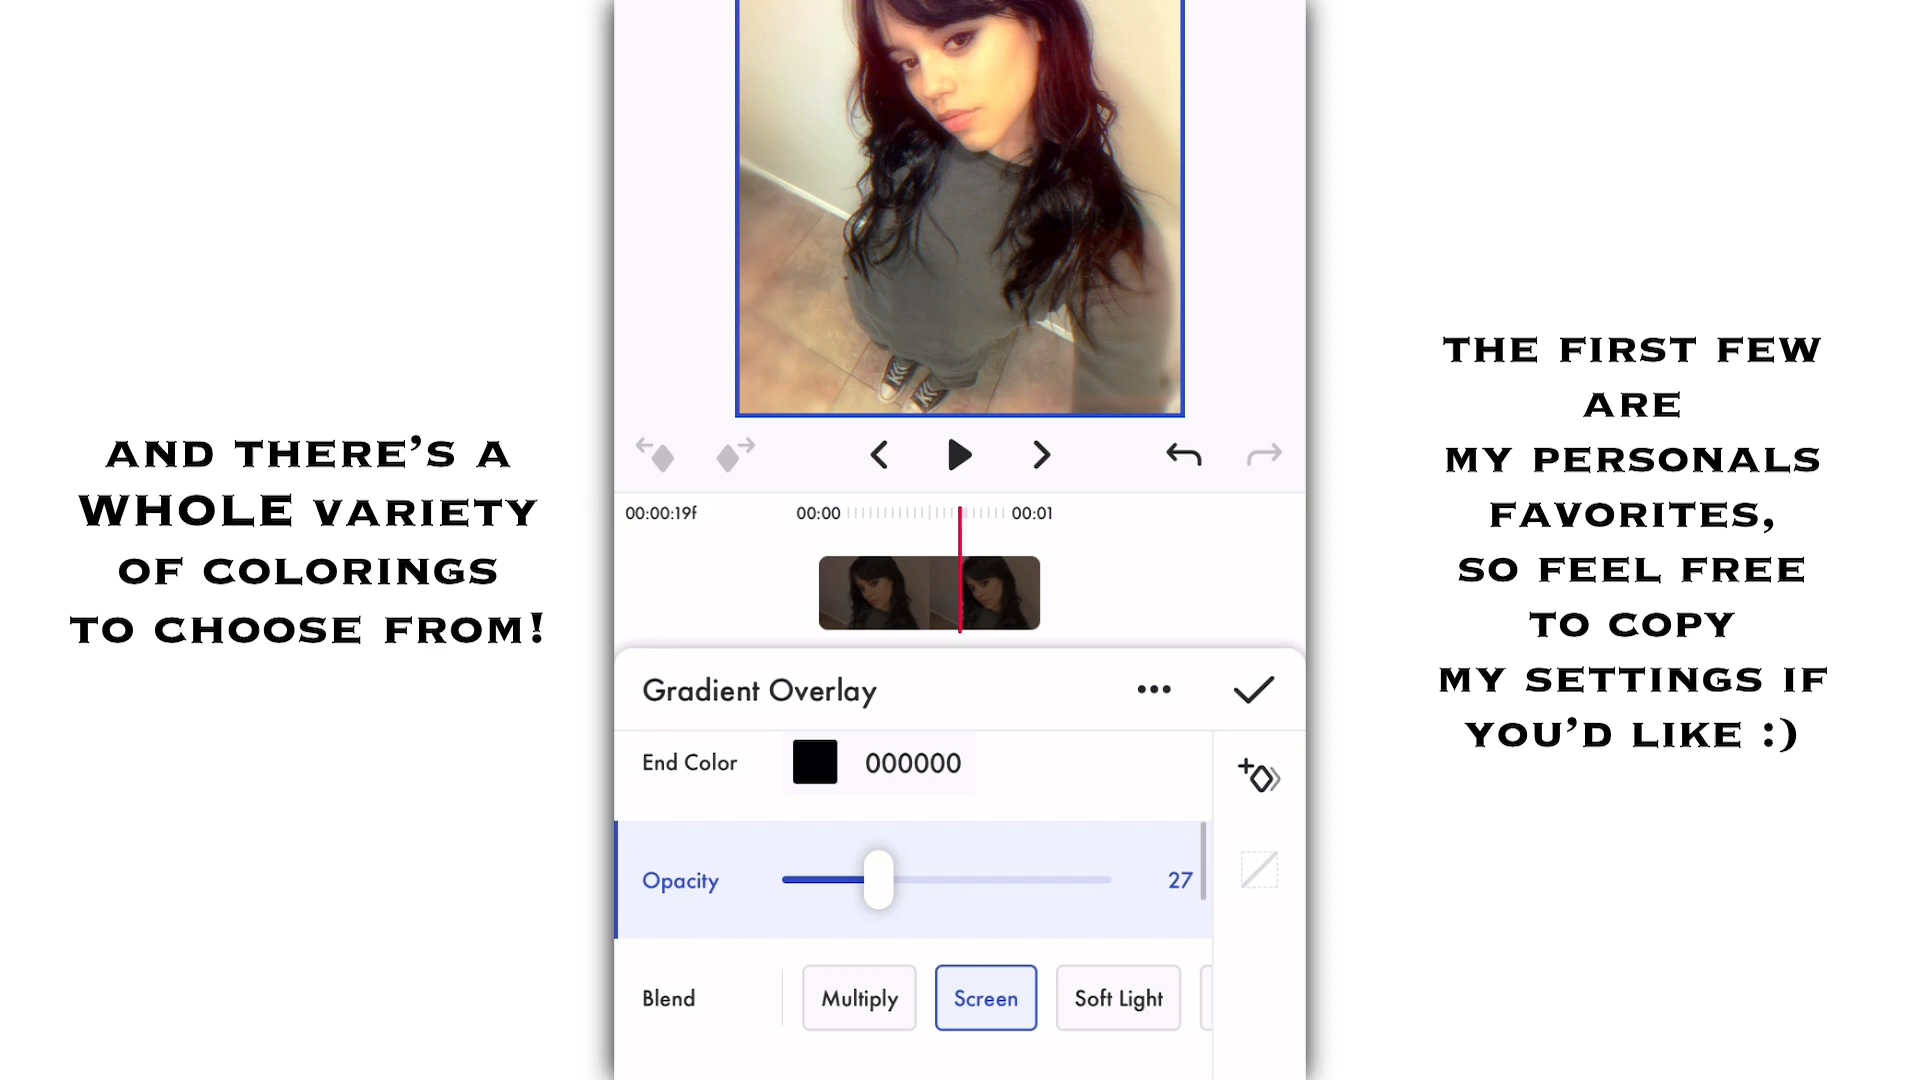 AND THERE'S A
WHOLE VARIETY
OF COLORINGS
TO CHOOSE FROM!
00:00:19f
00:00
00:01
Gradient Overlay
End Color
000000
Opacity
27
Blend
Multiply
Screen
Soft Light
THE FIRST FEW
ARE
MY PERSONALS
FAVORITES,
SO FEEL FREE
TO COPY
MY SETTINGS IF
YOU'D LIKE :)